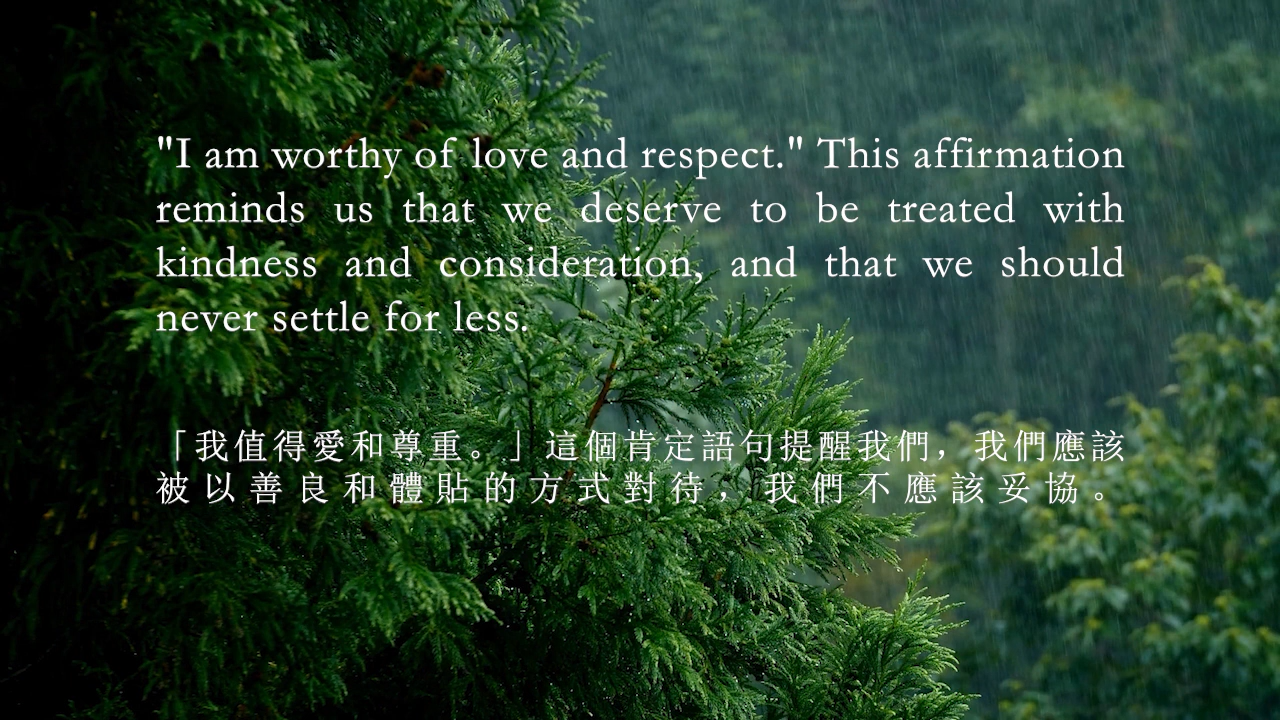 "I am worthy of love and respect." This affirmation
reminds us that we deserve to be treated with
kindness and consideration, and that we should
never settle for less.
「我值得愛和尊重。」這個肯定語句提醒我們，我們應該
被以善良和體貼的方式對待，我們不應該妥協。